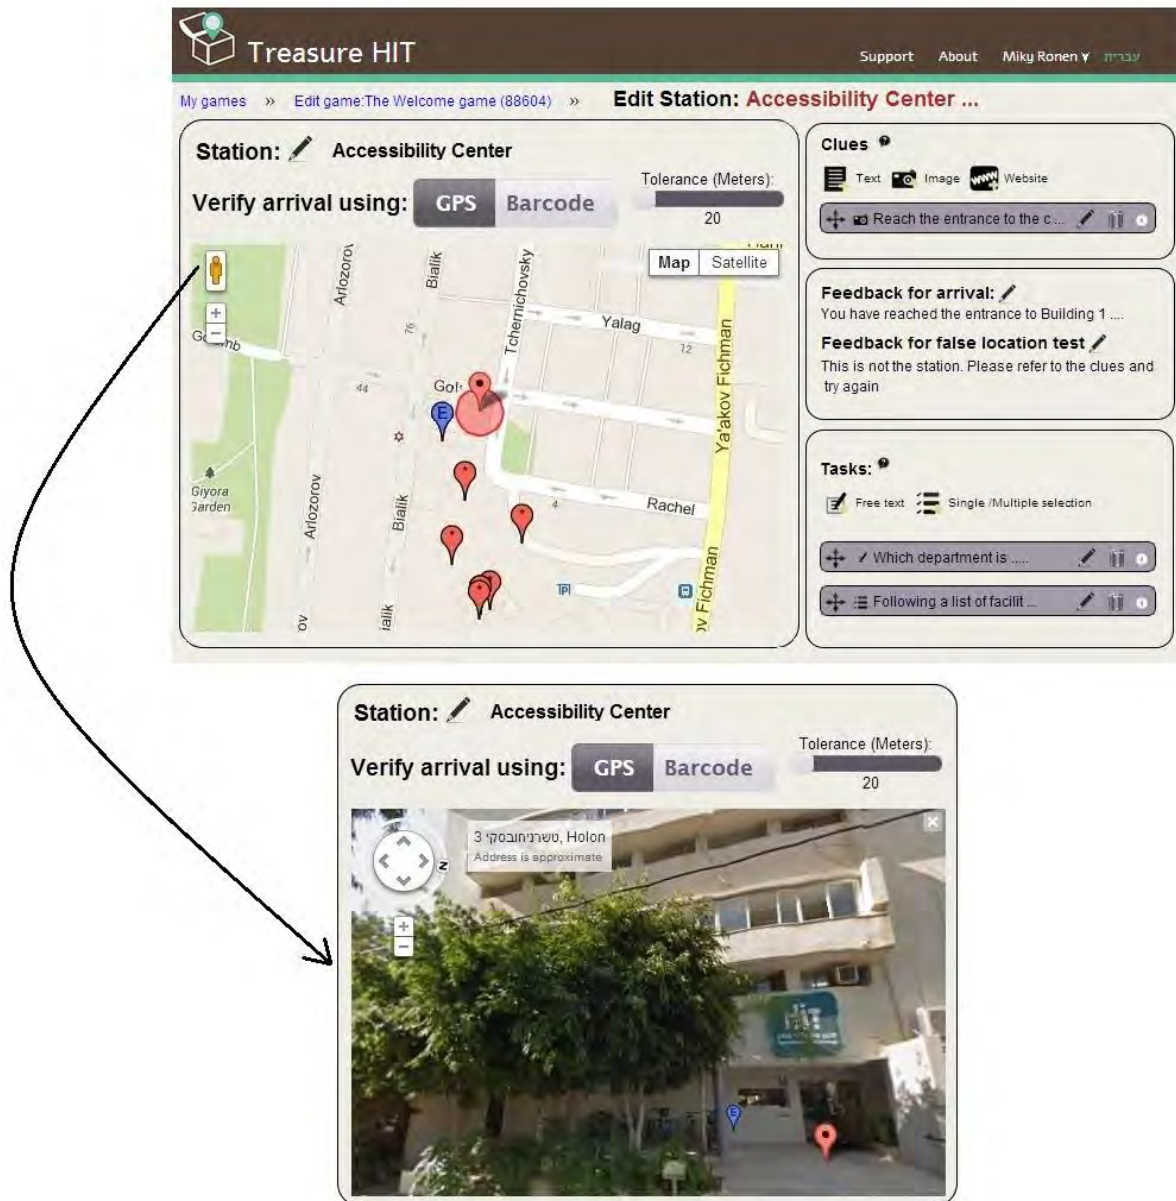 Treasure HIT
Support About Miky Ronen עברית
My games » Edit game:The Welcome game (88604) » Edit Station: Accessibility Center ...
Station: Accessibility Center
Verify arrival using: GPS Barcode
Tolerance (Meters):
20
Map Satellite
Arlozorov
Bialik
Tchernichovsky
Yalag
76
12
44
Ya'akov Fichman
E
Giyora
Garden
Arlozorov
Bialik
4
Rachel
Clues
Text Image Website
Reach the entrance to the c...
Feedback for arrival:
You have reached the entrance to Building 1 ....
Feedback for false location test
This is not the station. Please refer to the clues and
try again
Tasks:
Free text Single /Multiple selection
Which department is .....
Following a list of facilit ...
Station: Accessibility Center
Verify arrival using: GPS Barcode
Tolerance (Meters):
20
טשרניחובסקי 3, Holon
Address is approximate
N
E